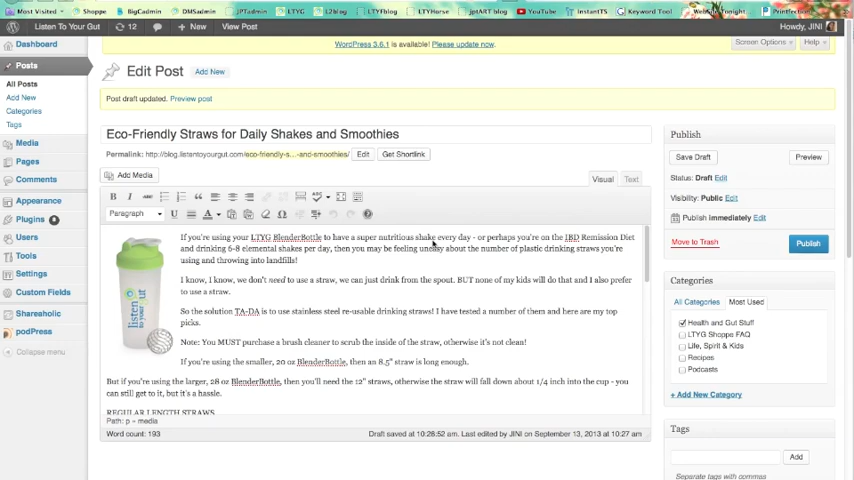 Most Visited Shoppe BigCadmin DMSadmin JPTadmin LTYG L2blog LTYFblog LTYHorse jptART blog YouTube InstantTS Keyword Tool
Listen To Your Gut 12 + New View Post Howdy, JINI
Dashboard
WordPress 3.6.1 is available! Please update now.
Screen Options Help
Posts
Edit Post Add New
All Posts
Add New
Categories
Tags
Post draft updated. Preview post
Media
Pages
Comments
Appearance
Plugins
Users
Tools
Settings
Custom Fields
Shareaholic
podPress
Collapse menu
Eco-Friendly Straws for Daily Shakes and Smoothies
Permalink: http://blog.listentoyourgut.com/eco-friendly-s...-and-smoothies/ Edit Get Shortlink
Add Media
Visual Text
B I ABC
Paragraph U A
If you're using your LTYG BlenderBottle to have a super nutritious shake every day - or perhaps you're on the IBD Remission Diet
and drinking 6-8 elemental shakes per day, then you may be feeling uneasy about the number of plastic drinking straws you're
using and throwing into landfills!
I know, I know, we don't need to use a straw, we can just drink from the spout. BUT none of my kids will do that and I also prefer
to use a straw.
So the solution TA-DA is to use stainless steel re-usable drinking straws! I have tested a number of them and here are my top
picks.
Note: You MUST purchase a brush cleaner to scrub the inside of the straw, otherwise it's not clean!
If you're using the smaller, 20 oz BlenderBottle, then an 8.5" straw is long enough.
But if you're using the larger, 28 oz BlenderBottle, then you'll need the 12" straws, otherwise the straw will fall down about 1/4 inch into the cup - you
can still get to it, but it's a hassle.
REGULAR LENGTH STRAWS
listen to your gut
Path: p » media
Word count: 193 Draft saved at 10:28:52 am. Last edited by JINI on September 13, 2013 at 10:27 am
Publish
Save Draft Preview
Status: Draft Edit
Visibility: Public Edit
Publish immediately Edit
Move to Trash Publish
Categories
All Categories Most Used
Health and Gut Stuff
LTYG Shoppe FAQ
Life, Spirit & Kids
Recipes
Podcasts
+ Add New Category
Tags
Add
Separate tags with commas